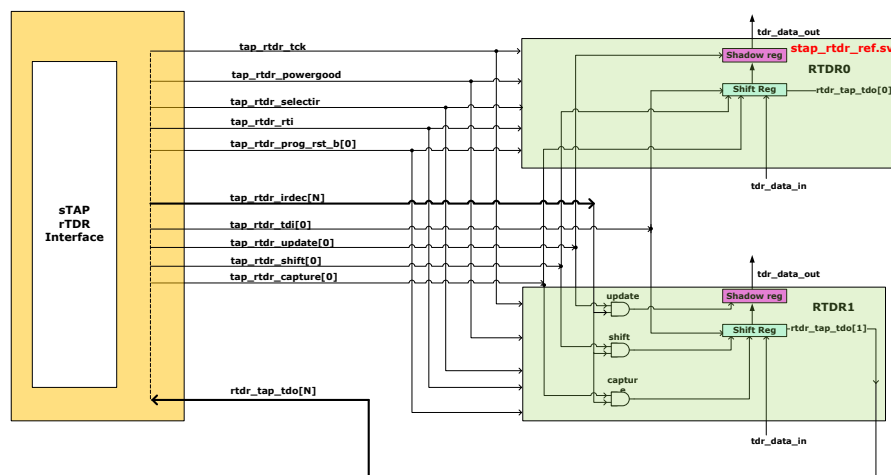 sTAP
rTDR
Interface
tap_rtdr_tck
tap_rtdr_powergood
tap_rtdr_selectir
tap_rtdr_rti
tap_rtdr_prog_rst_b[0]
tap_rtdr_irdec[N]
tap_rtdr_tdi[0]
tap_rtdr_update[0]
tap_rtdr_shift[0]
tap_rtdr_capture[0]
rtdr_tap_tdo[N]
tdr_data_out
stap_rtdr_ref.sv
Shadow reg
RTDR0
Shift Reg
rtdr_tap_tdo[0]
tdr_data_in
tdr_data_out
update
Shadow reg
RTDR1
shift
Shift Reg
rtdr_tap_tdo[1]
captur
e
tdr_data_in